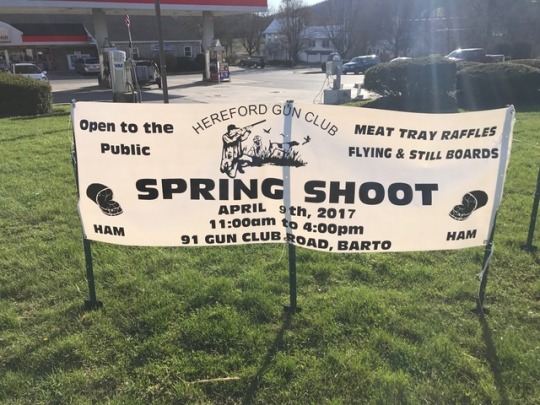 HEREFORD GUN CLUB
Open to the
Public
MEAT TRAY RAFFLES
FLYING & STILL BOARDS
SPRING SHOOT
APRIL 9th, 2017
11:00am to 4:00pm
91 GUN CLUB ROAD, BARTO
HAM
HAM